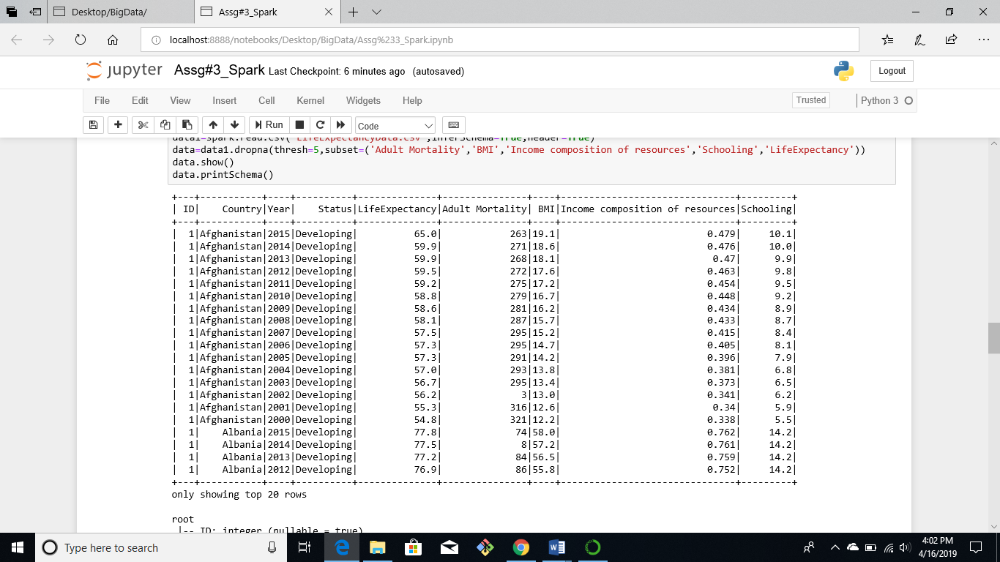 Desktop/BigData/
Assg#3_Spark
localhost:8888/notebooks/Desktop/BigData/Assg%233_Spark.ipynb
jupyter Assg#3_Spark Last Checkpoint: 6 minutes ago (autosaved)
Logout
File Edit View Insert Cell Kernel Widgets Help
Trusted
Python 3
Run
Code
data1=spark.read.csv('LifeExpectancyData.csv',inferSchema=True,header=True)
data=data1.dropna(thresh=5,subset=('Adult Mortality','BMI','Income composition of resources','Schooling','LifeExpectancy'))
data.show()
data.printSchema()
+---+-----------+----+----------+--------------+---------------+----+-------------------------------+---------+
| ID|    Country|Year|    Status|LifeExpectancy|Adult Mortality| BMI|Income composition of resources|Schooling|
+---+-----------+----+----------+--------------+---------------+----+-------------------------------+---------+
|  1|Afghanistan|2015|Developing|          65.0|            263|19.1|                          0.479|     10.1|
|  1|Afghanistan|2014|Developing|          59.9|            271|18.6|                          0.476|     10.0|
|  1|Afghanistan|2013|Developing|          59.9|            268|18.1|                           0.47|      9.9|
|  1|Afghanistan|2012|Developing|          59.5|            272|17.6|                          0.463|      9.8|
|  1|Afghanistan|2011|Developing|          59.2|            275|17.2|                          0.454|      9.5|
|  1|Afghanistan|2010|Developing|          58.8|            279|16.7|                          0.448|      9.2|
|  1|Afghanistan|2009|Developing|          58.6|            281|16.2|                          0.434|      8.9|
|  1|Afghanistan|2008|Developing|          58.1|            287|15.7|                          0.433|      8.7|
|  1|Afghanistan|2007|Developing|          57.5|            295|15.2|                          0.415|      8.4|
|  1|Afghanistan|2006|Developing|          57.3|            295|14.7|                          0.405|      8.1|
|  1|Afghanistan|2005|Developing|          57.3|            291|14.2|                          0.396|      7.9|
|  1|Afghanistan|2004|Developing|          57.0|            293|13.8|                          0.381|      6.8|
|  1|Afghanistan|2003|Developing|          56.7|            295|13.4|                          0.373|      6.5|
|  1|Afghanistan|2002|Developing|          56.2|              3|13.0|                          0.341|      6.2|
|  1|Afghanistan|2001|Developing|          55.3|            316|12.6|                           0.34|      5.9|
|  1|Afghanistan|2000|Developing|          54.8|            321|12.2|                          0.338|      5.5|
|  1|    Albania|2015|Developing|          77.8|             74|58.0|                          0.762|     14.2|
|  1|    Albania|2014|Developing|          77.5|              8|57.2|                          0.761|     14.2|
|  1|    Albania|2013|Developing|          77.2|             84|56.5|                          0.759|     14.2|
|  1|    Albania|2012|Developing|          76.9|             86|55.8|                          0.752|     14.2|
+---+-----------+----+----------+--------------+---------------+----+-------------------------------+---------+
only showing top 20 rows
root
 |-- ID: integer (nullable = true)
Type here to search
4:02 PM
4/16/2019